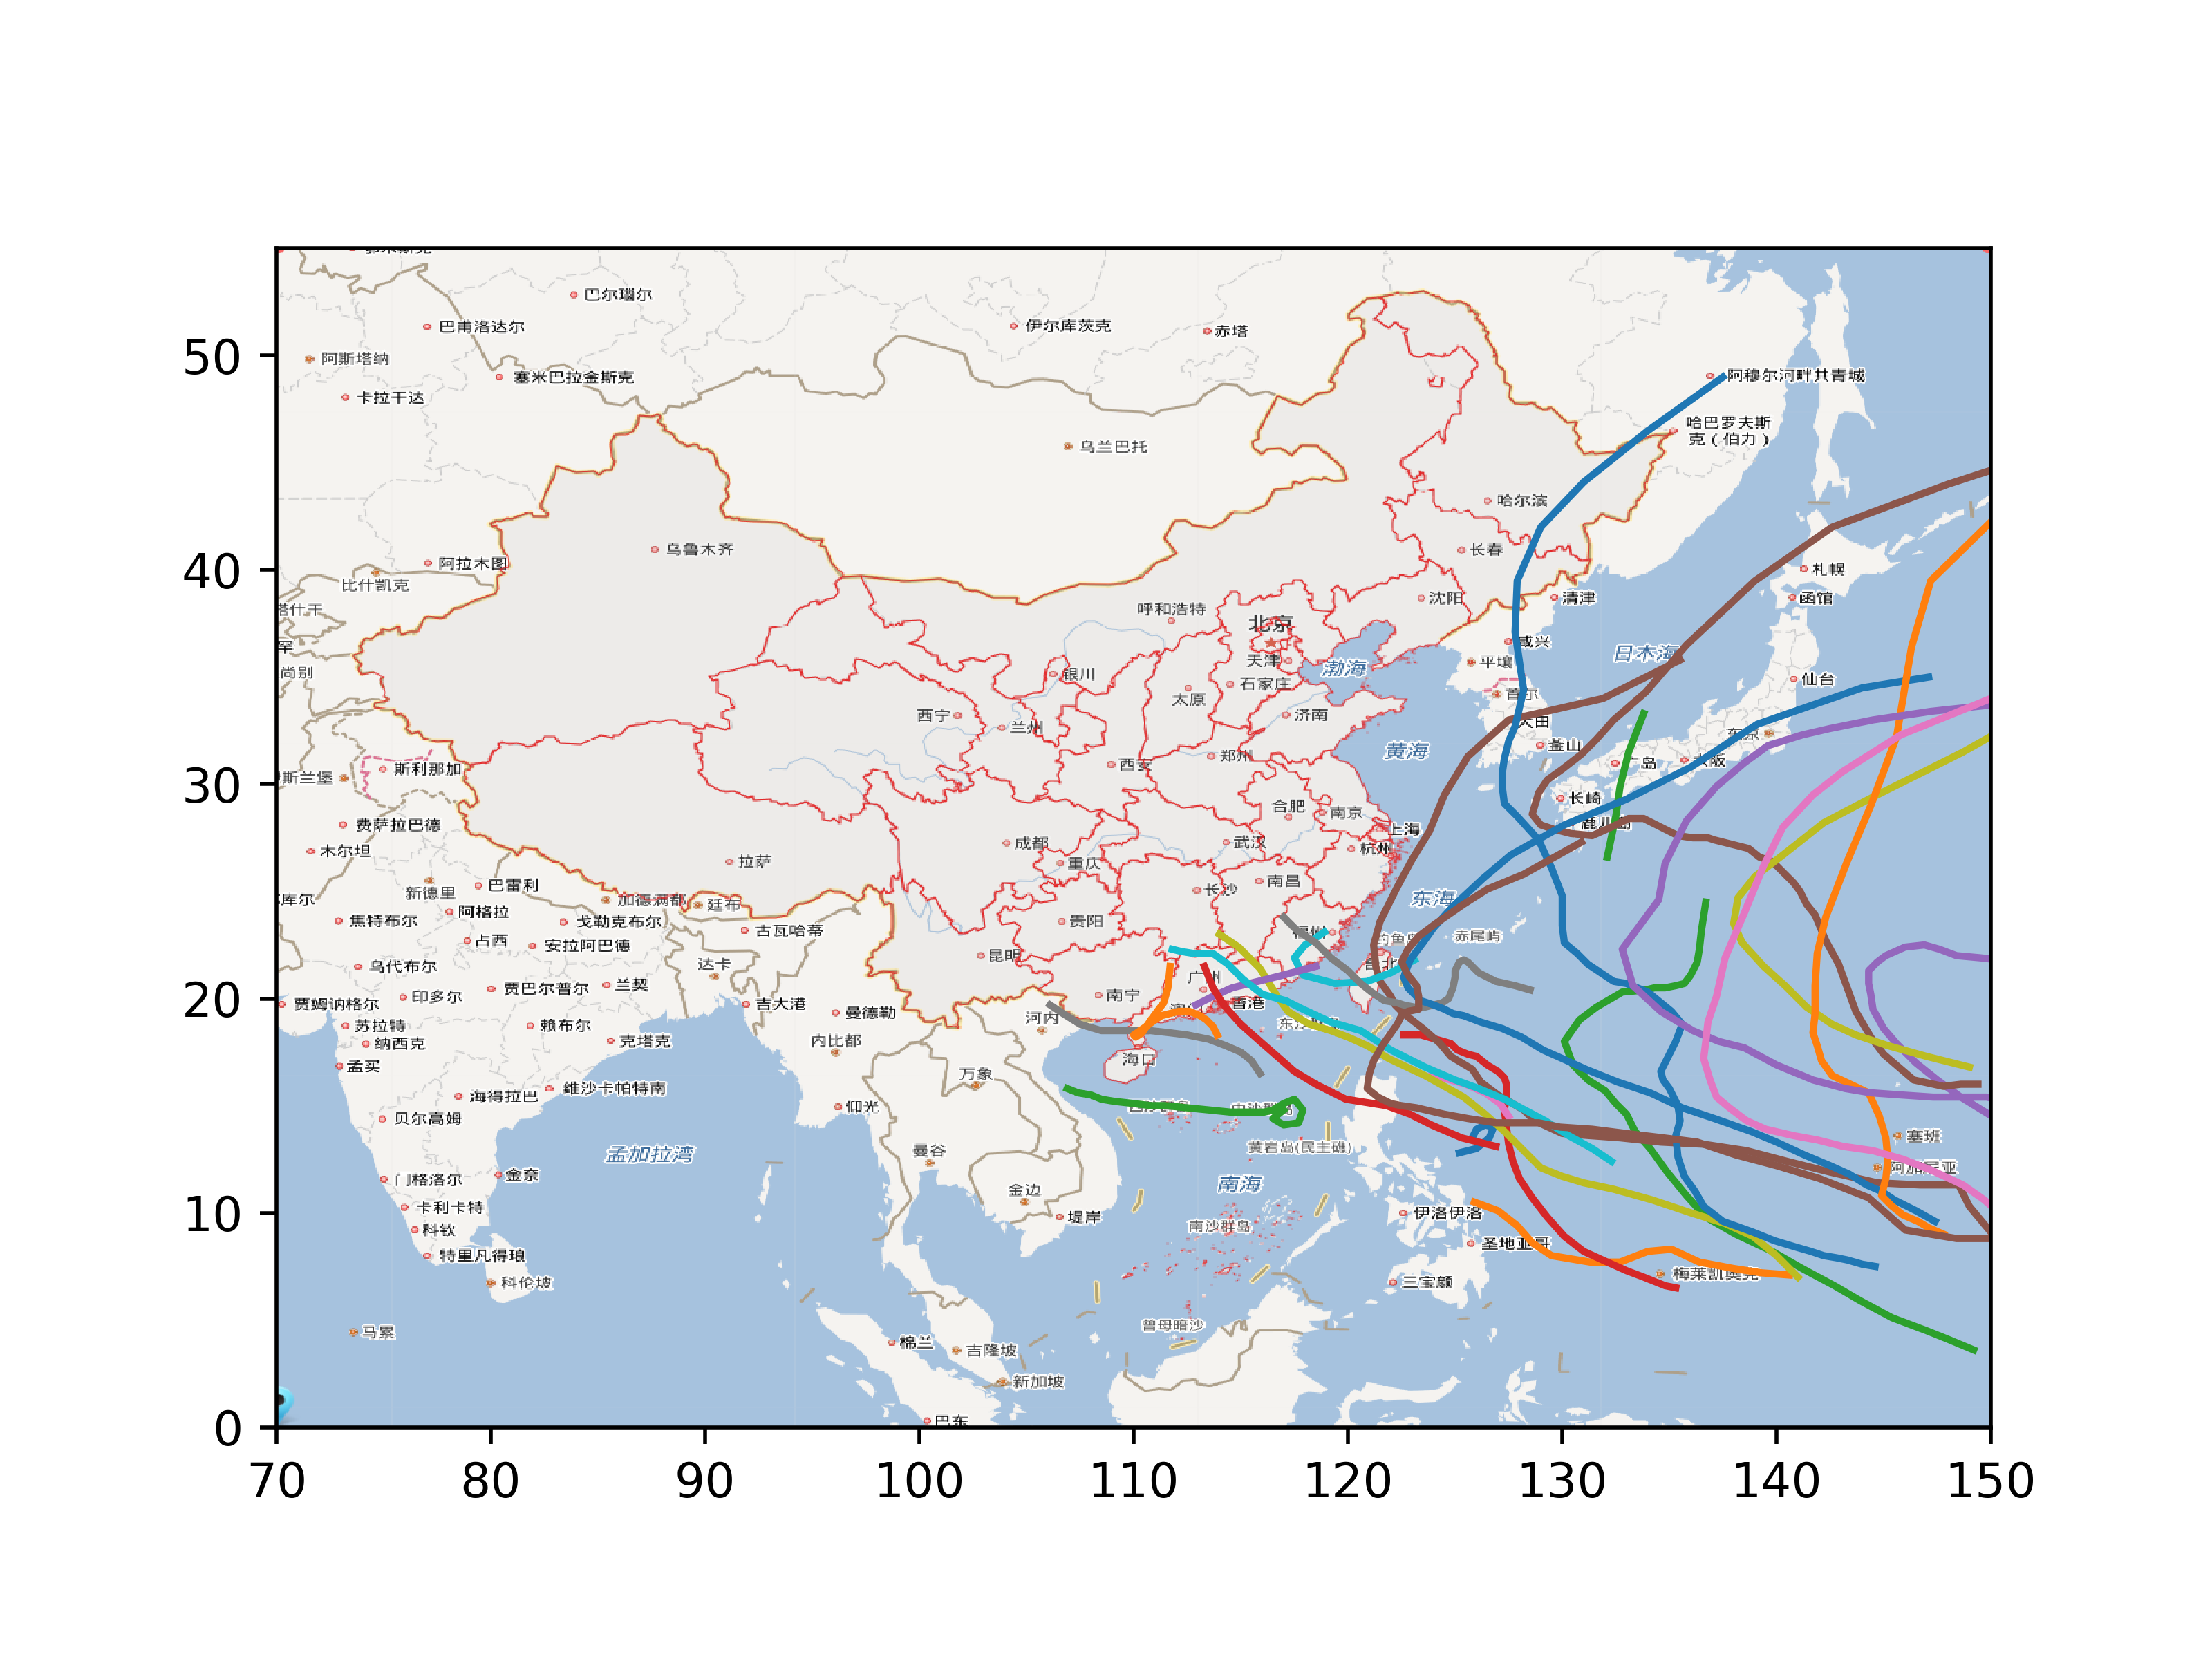 巴尔瑙尔
巴甫洛达尔
伊尔库茨克
赤塔
阿斯塔纳
塞米巴拉金斯克
卡拉干达
阿穆尔河畔共青城
哈巴罗夫斯
克（伯力）
乌兰巴托
哈尔滨
乌鲁木齐
长春
阿拉木图
比什凯克
札幌
沈阳
清津
函馆
塔什干
呼和浩特
北京
咸兴
日本海
天津
渤海
平壤
尚别
银川
石家庄
仙台
太原
首尔
西宁
济南
兰州
大田
东京
釜山
黄海
郑州
斯利那加
西安
大阪
斯兰堡
长崎
合肥
南京
费萨拉巴德
鹿儿岛
上海
木尔坦
成都
武汉
杭州
拉萨
重庆
新德里
巴雷利
长沙
南昌
库尔
加德满都
廷布
东海
焦特布尔
阿格拉
戈勒克布尔
贵阳
古瓦哈蒂
福州
占西
安拉阿巴德
钓鱼岛
赤尾屿
昆明
乌代布尔
达卡
台北
广州
印多尔
兰契
南宁
贾姆讷格尔
巴尔普尔
吉大港
曼德勒
香港
苏拉特
赖布尔
河内
纳西克
克塔克
内比都
海口
孟买
万象
维沙卡帕特南
海得拉巴
仰光
贝尔高姆
塞班
曼谷
黄岩岛(民主礁)
孟加拉湾
门格洛尔
金奈
南海
金边
卡利卡特
堤岸
伊洛伊洛
科钦
南沙群岛
圣地亚哥
特里凡得琅
科伦坡
三宝颜
梅莱凯奥克
马累
曾母暗沙
棉兰
吉隆坡
新加坡
巴东
50
40
30
20
10
0
70 80 90 100 110 120 130 140 150